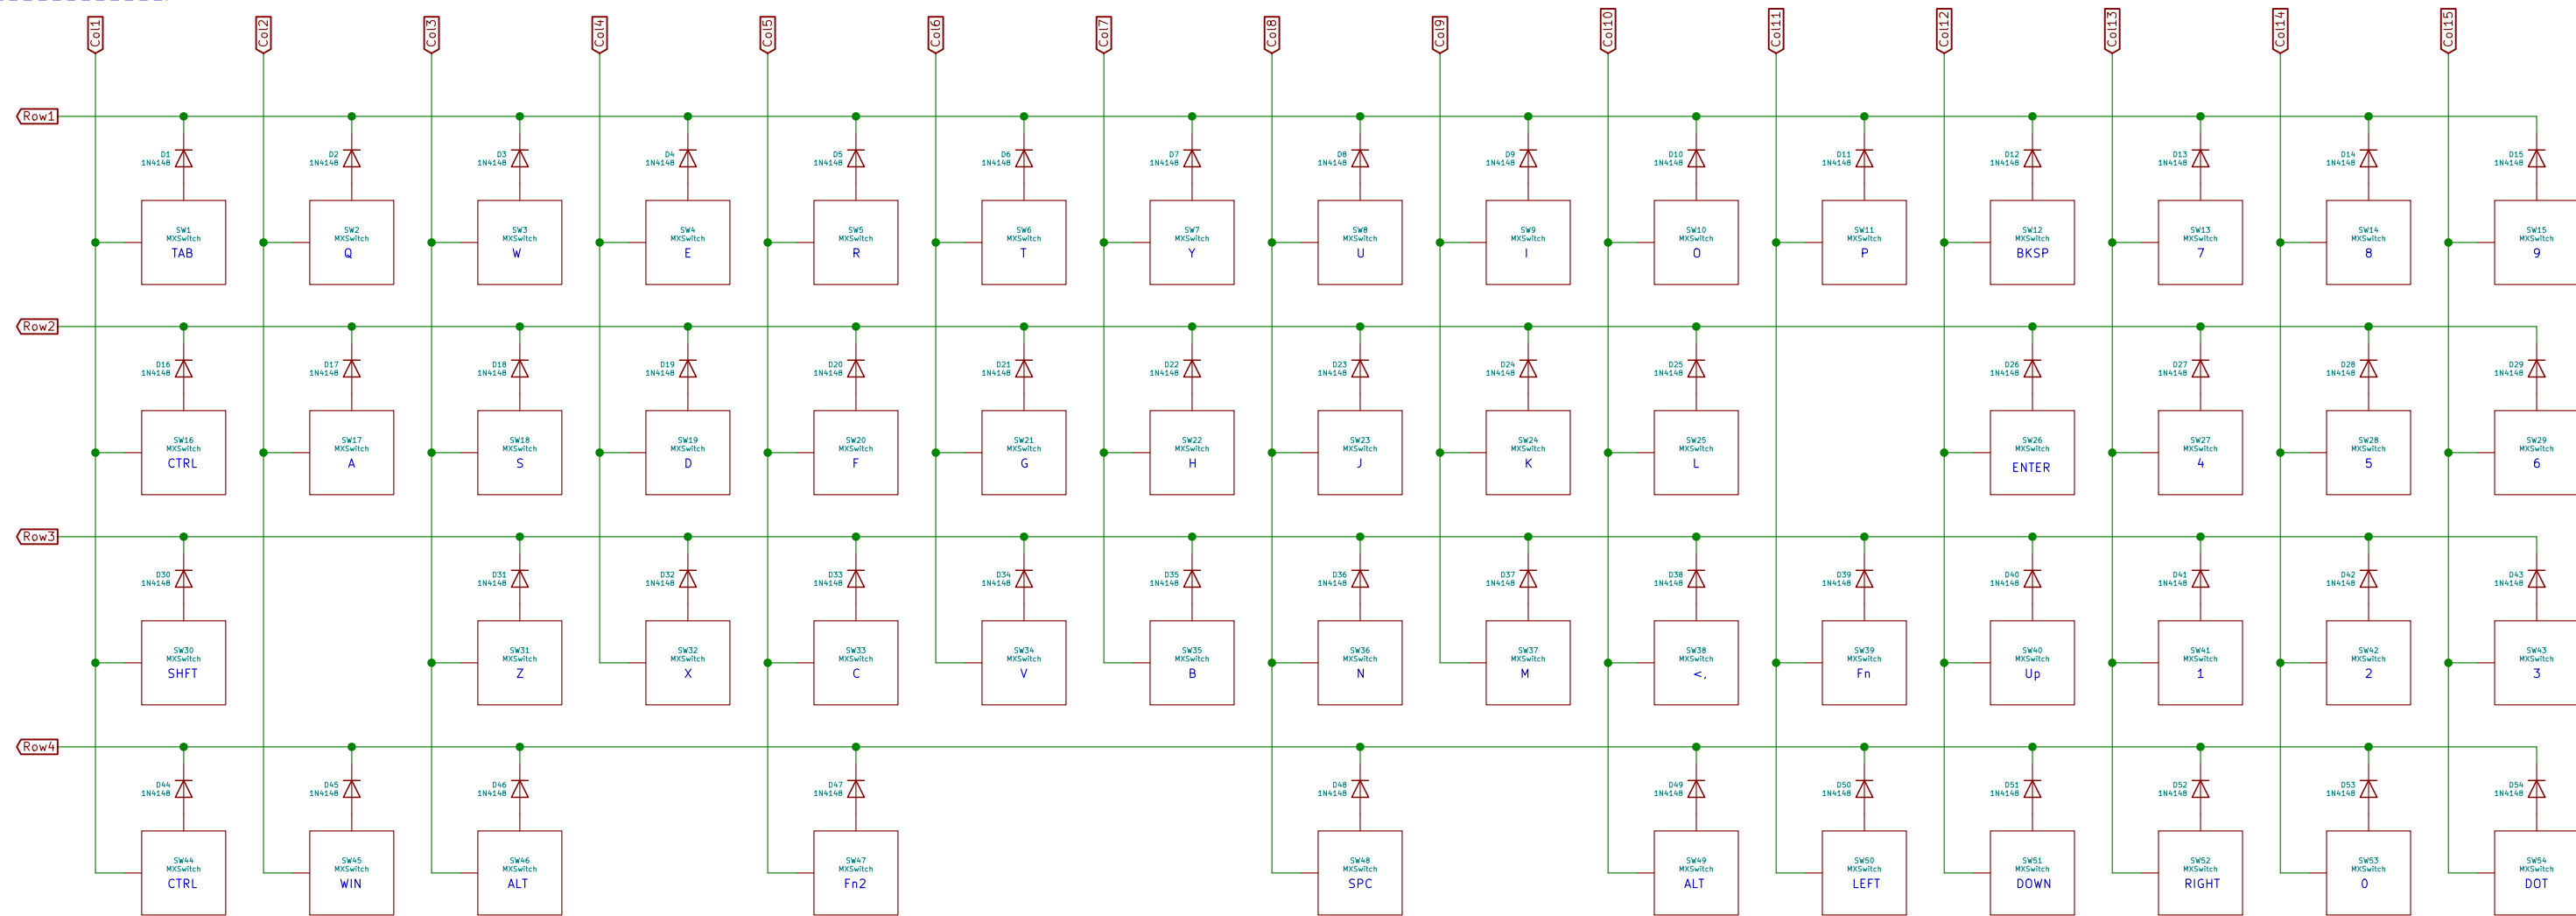 Col1 Col2 Col3 Col4 Col5 Col6 Col7 Col8 Col9 Col10 Col11 Col12 Col13 Col14 Col15
Row1
D1 D2 D3 D4 D5 D6 D7 D8 D9 D10 D11 D12 D13 D14 D15
1N4148 1N4148 1N4148 1N4148 1N4148 1N4148 1N4148 1N4148 1N4148 1N4148 1N4148 1N4148 1N4148 1N4148 1N4148
SW1 SW2 SW3 SW4 SW5 SW6 SW7 SW8 SW9 SW10 SW11 SW12 SW13 SW14 SW15
MXSwitch MXSwitch MXSwitch MXSwitch MXSwitch MXSwitch MXSwitch MXSwitch MXSwitch MXSwitch MXSwitch MXSwitch MXSwitch MXSwitch MXSwitch
TAB Q W E R T Y U I O P BKSP 7 8 9
Row2
D16 D17 D18 D19 D20 D21 D22 D23 D24 D25 D26 D27 D28 D29
1N4148 1N4148 1N4148 1N4148 1N4148 1N4148 1N4148 1N4148 1N4148 1N4148 1N4148 1N4148 1N4148 1N4148
SW16 SW17 SW18 SW19 SW20 SW21 SW22 SW23 SW24 SW25 SW26 SW27 SW28 SW29
MXSwitch MXSwitch MXSwitch MXSwitch MXSwitch MXSwitch MXSwitch MXSwitch MXSwitch MXSwitch MXSwitch MXSwitch MXSwitch MXSwitch
CTRL A S D F G H J K L ENTER 4 5 6
Row3
D30 D31 D32 D33 D34 D35 D36 D37 D38 D39 D40 D41 D42 D43
1N4148 1N4148 1N4148 1N4148 1N4148 1N4148 1N4148 1N4148 1N4148 1N4148 1N4148 1N4148 1N4148 1N4148
SW30 SW31 SW32 SW33 SW34 SW35 SW36 SW37 SW38 SW39 SW40 SW41 SW42 SW43
MXSwitch MXSwitch MXSwitch MXSwitch MXSwitch MXSwitch MXSwitch MXSwitch MXSwitch MXSwitch MXSwitch MXSwitch MXSwitch MXSwitch
SHFT Z X C V B N M <, Fn Up 1 2 3
Row4
D44 D45 D46 D47 D48 D49 D50 D51 D52 D53 D54
1N4148 1N4148 1N4148 1N4148 1N4148 1N4148 1N4148 1N4148 1N4148 1N4148 1N4148
SW44 SW45 SW46 SW47 SW48 SW49 SW50 SW51 SW52 SW53 SW54
MXSwitch MXSwitch MXSwitch MXSwitch MXSwitch MXSwitch MXSwitch MXSwitch MXSwitch MXSwitch MXSwitch
CTRL WIN ALT Fn2 SPC ALT LEFT DOWN RIGHT 0 DOT